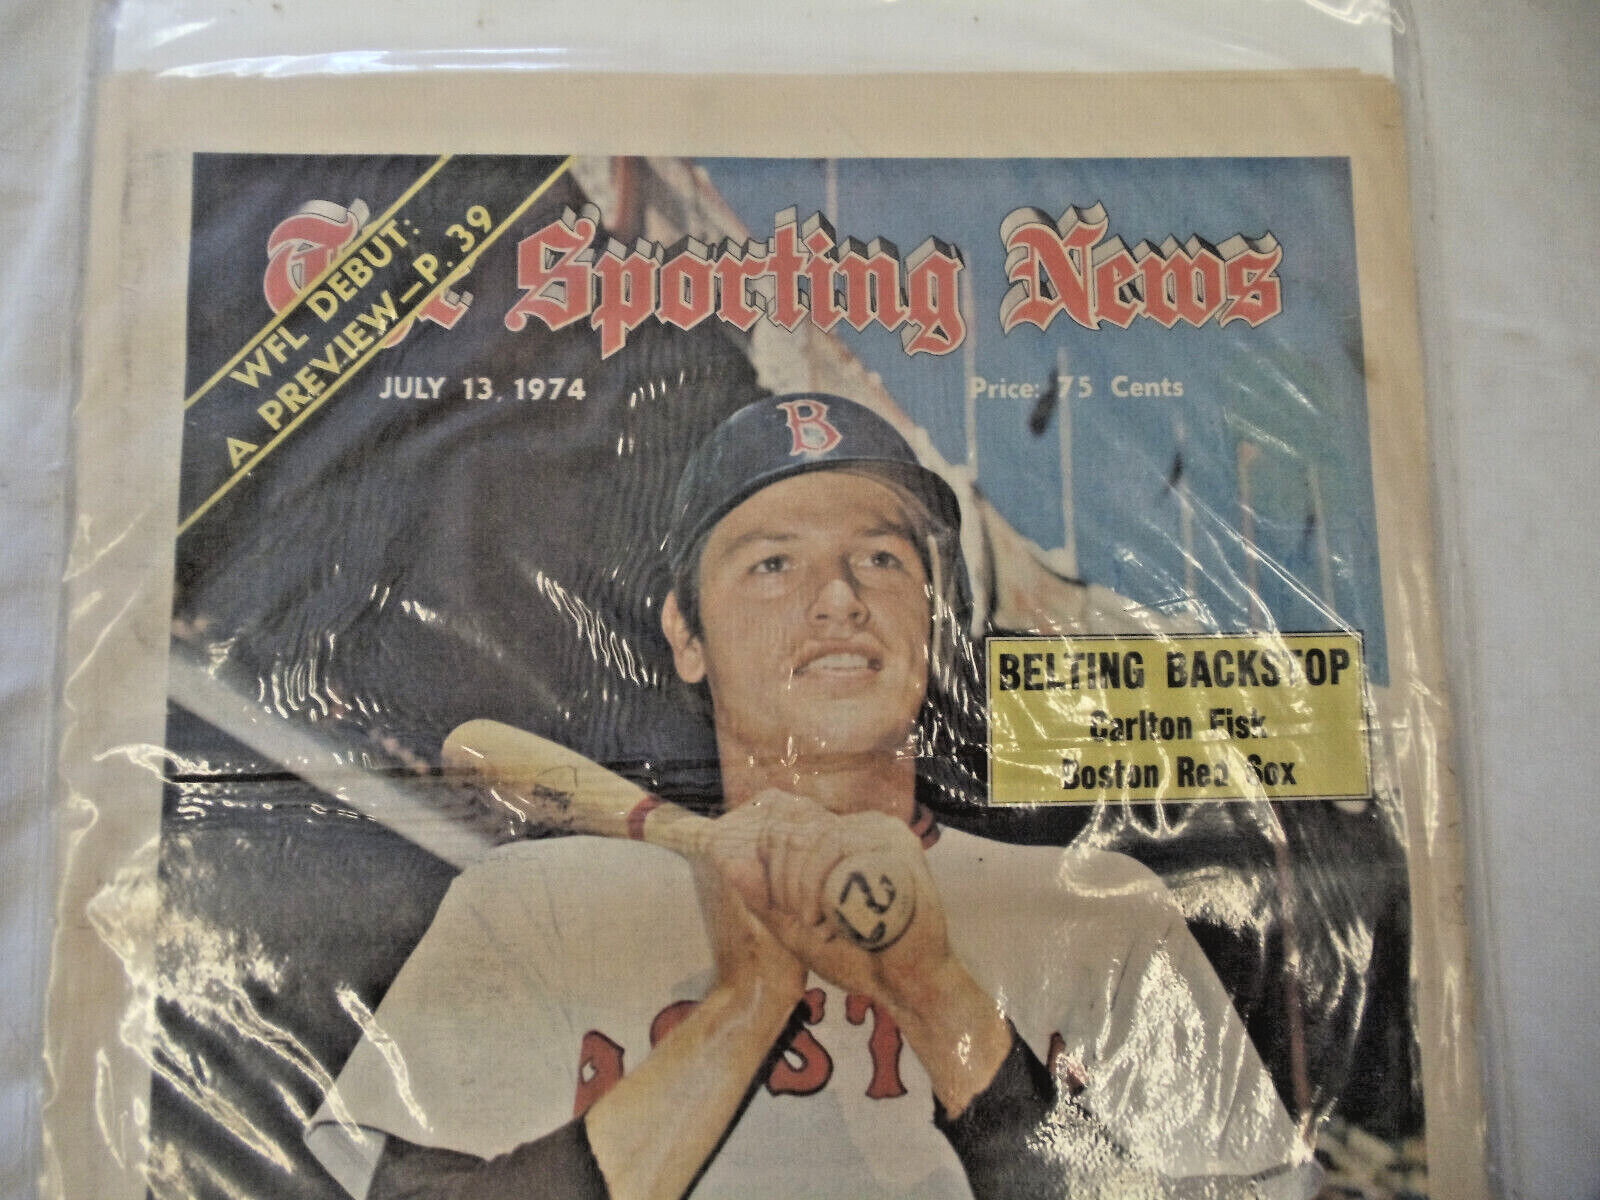 WFL DEBUT:
A PREVIEW—P. 39
The Sporting News
JULY 13, 1974
Price: 75 Cents
B
BELTING BACKSTOP
Carlton Fisk
Boston Red Sox